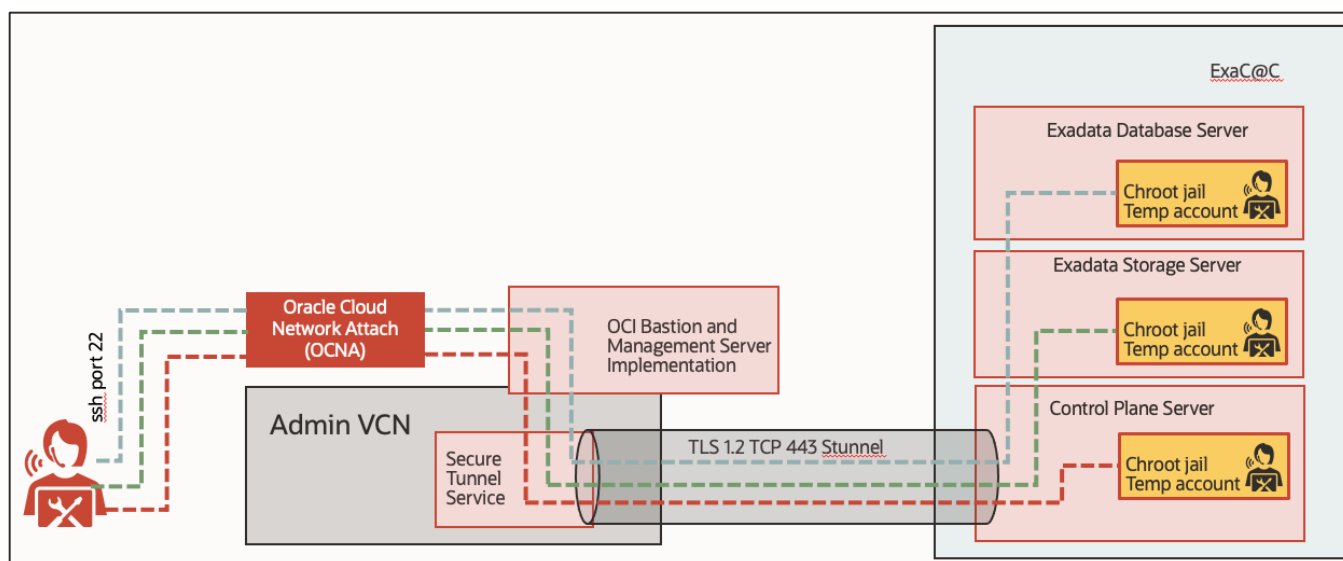 ExaC@C
Exadata Database Server
Chroot jail
Temp account
Exadata Storage Server
Chroot jail
Temp account
Control Plane Server
Chroot jail
Temp account
ssh port 22
Oracle Cloud
Network Attach
(OCNA)
OCI Bastion and
Management Server
Implementation
Admin VCN
Secure
Tunnel
Service
TLS 1.2 TCP 443 Stunnel